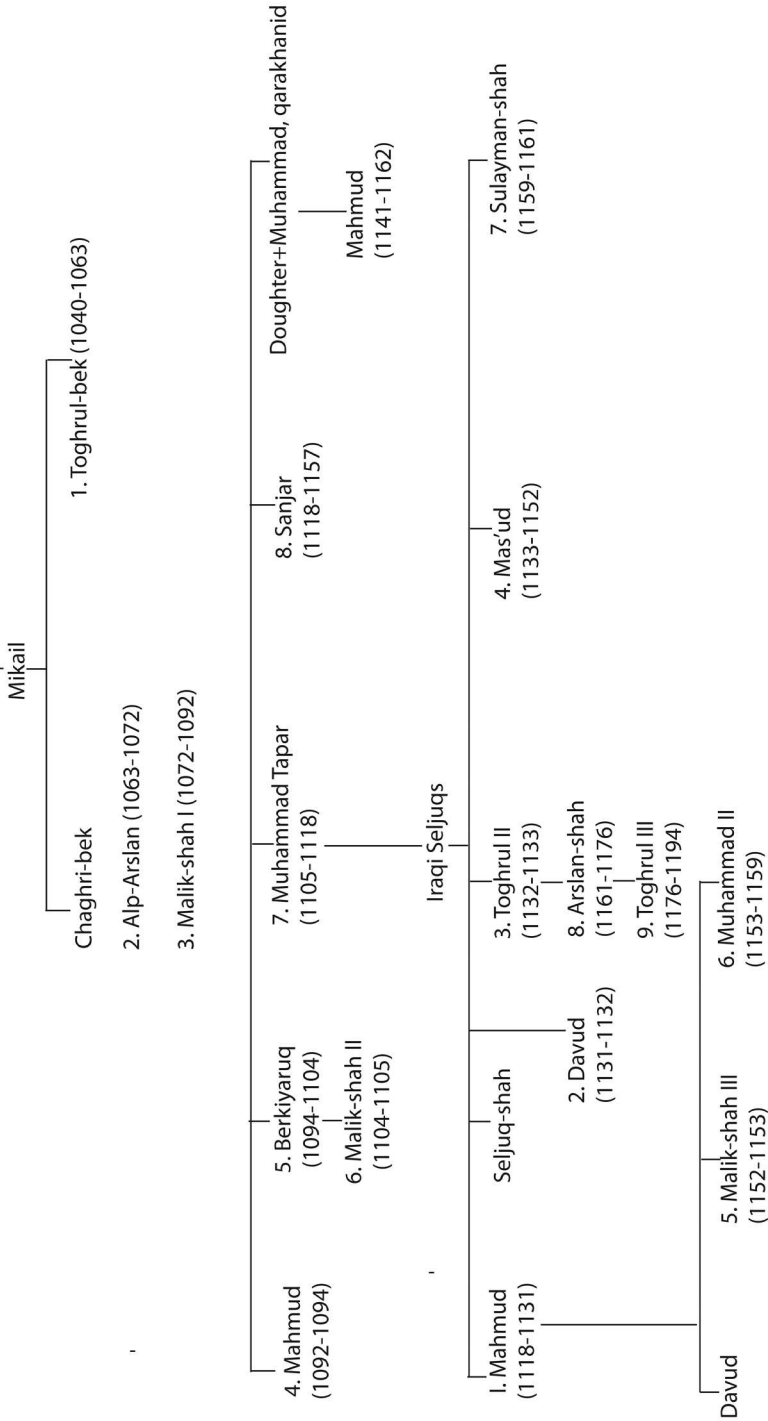 Mikail
Chaghri-bek
1. Toghrul-bek (1040-1063)
2. Alp-Arslan (1063-1072)
3. Malik-shah I (1072-1092)
4. Mahmud
(1092-1094)
5. Berkiyaruq
(1094-1104)
6. Malik-shah II
(1104-1105)
7. Muhammad Tapar
(1105-1118)
8. Sanjar
(1118-1157)
Doughter+Muhammad, qarakhanid
Mahmud
(1141-1162)
Iraqi Seljuqs
I. Mahmud
(1118-1131)
Seljuq-shah
2. Davud
(1131-1132)
3. Toghrul II
(1132-1133)
8. Arslan-shah
(1161-1176)
9. Toghrul III
(1176-1194)
4. Mas'ud
(1133-1152)
7. Sulayman-shah
(1159-1161)
Davud
5. Malik-shah III
(1152-1153)
6. Muhammad II
(1153-1159)